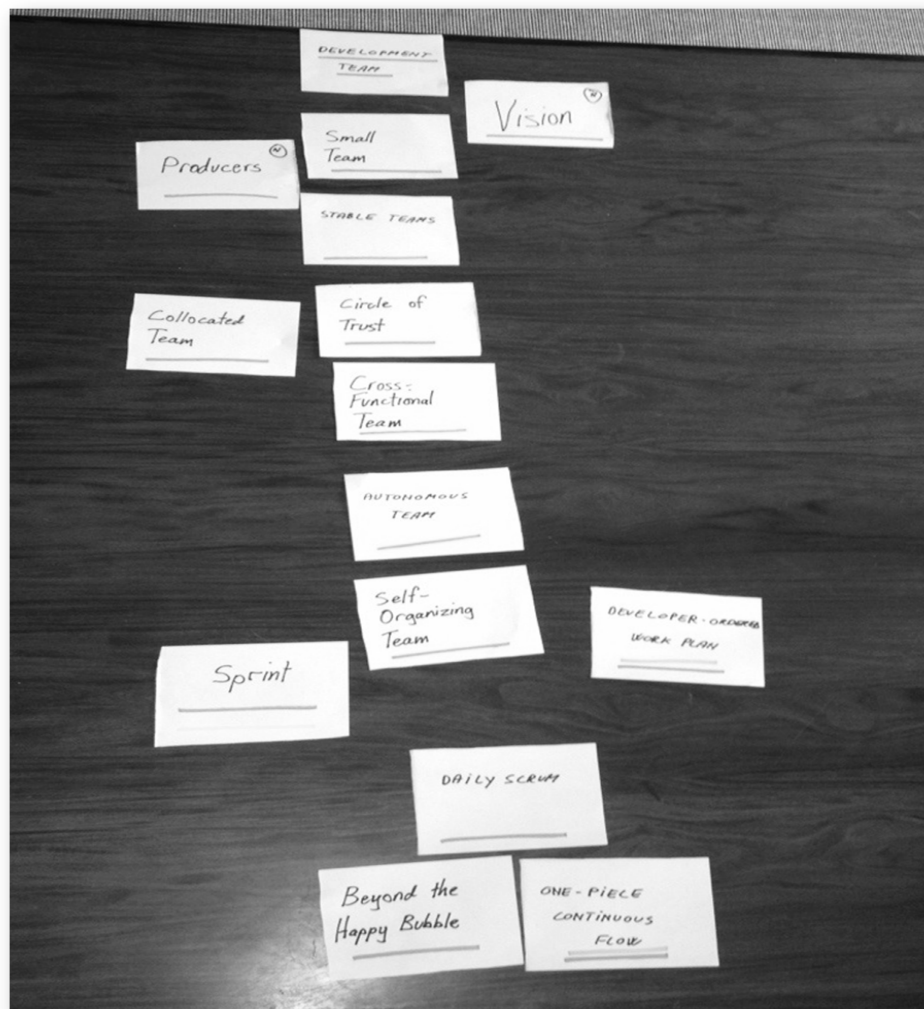 DEVELOPMENT
TEAM
Vision
Small
Team
Producers
STABLE TEAMS
Circle of
Trust
Collocated
Team
Cross-
Functional
Team
AUTONOMOUS
TEAM
Self-
Organizing
Team
DEVELOPER-ORDERED
WORK PLAN
Sprint
DAiLY SCRUM
Beyond the
Happy Bubble
ONE-PiECE
CONTiNUOUS
FLOW